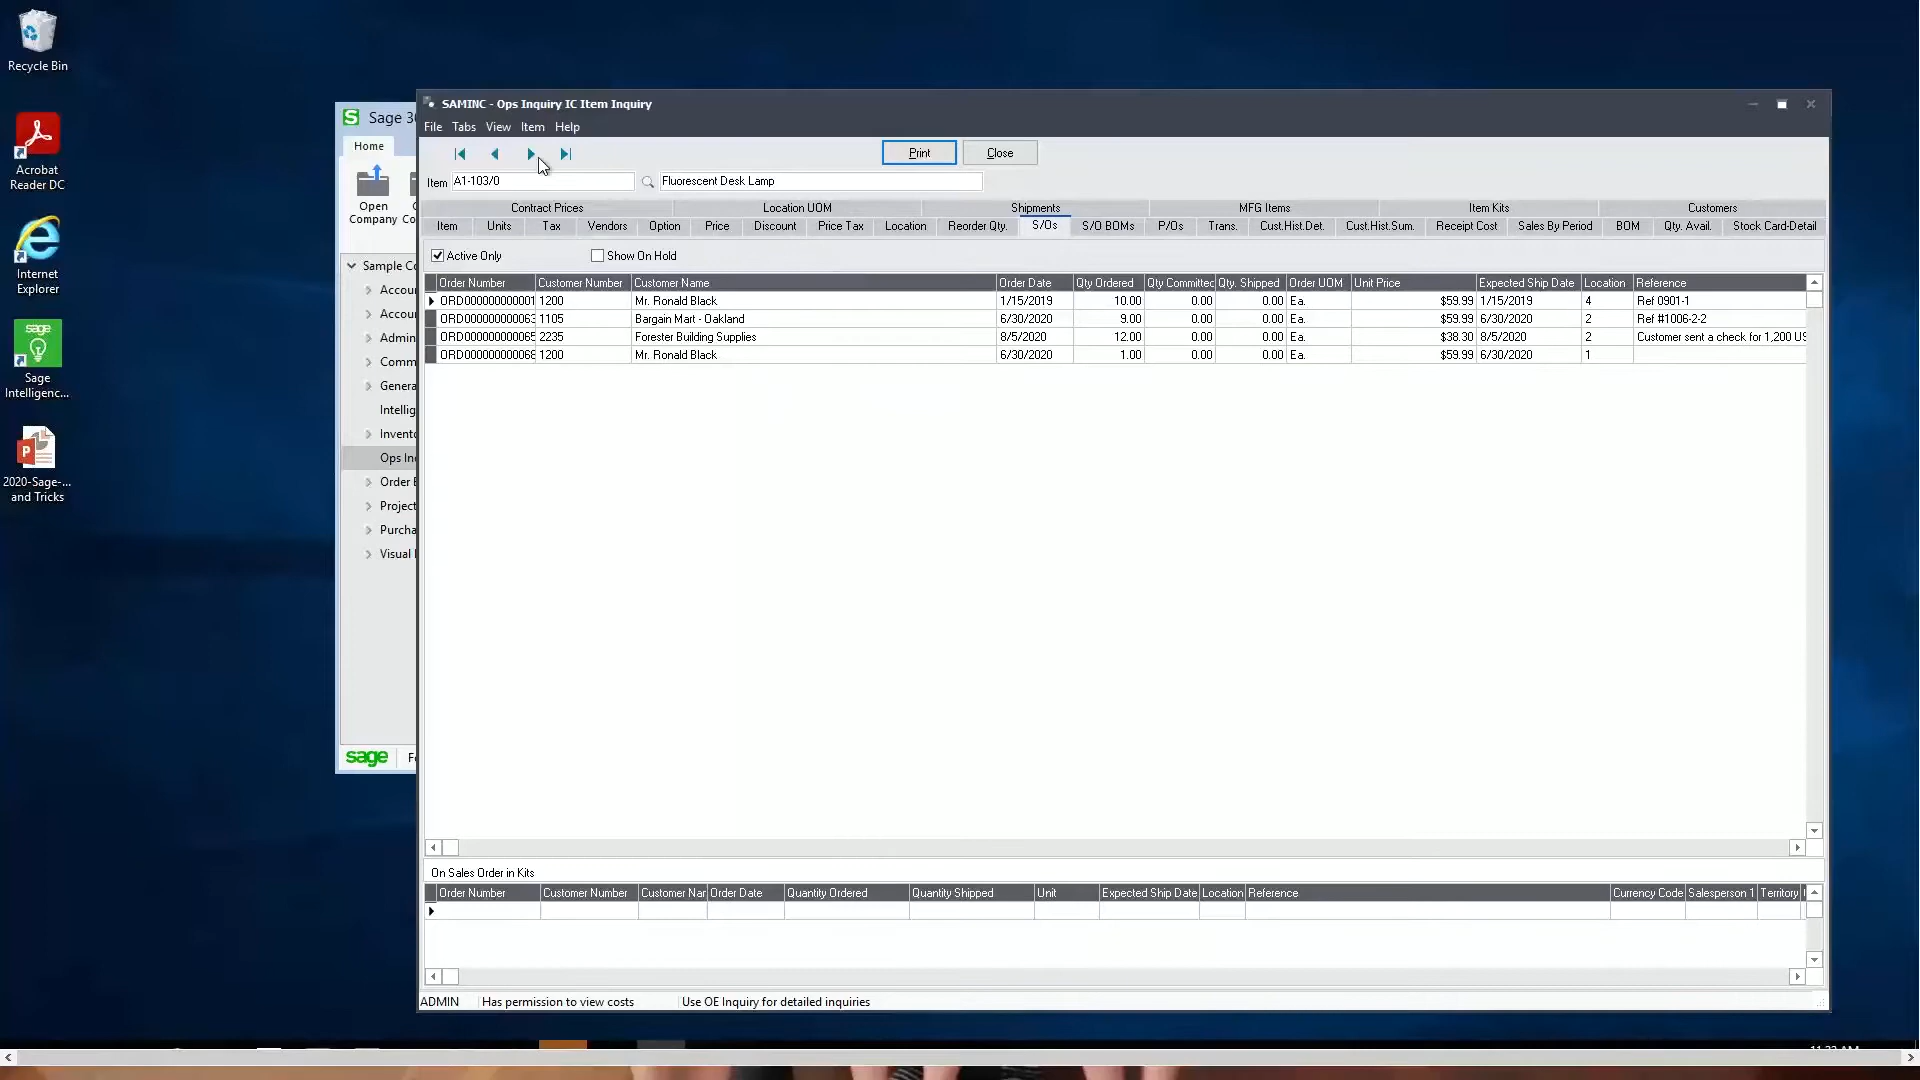 Recycle Bin
Acrobat
Reader DC
Internet
Explorer
sage
Sage
Intelligenc...
2020-Sage-...
and Tricks
S Sage 30
Home
Open
Company
Sample Co
Accou
Accou
Admin
Comm
Genera
Intellig
Invento
Ops Inc
Order E
Project
Purcha
Visual
sage
SAMINC - Ops Inquiry IC Item Inquiry
File Tabs View Item Help
Print Close
Item A1-103/0 Fluorescent Desk Lamp
Contract Prices Location UOM Shipments MFG Items Item Kits Customers
Item Units Tax Vendors Option Price Discount Price Tax Location Reorder Qty. S/Os S/O BOMs P/Os Trans. Cust.Hist.Det. Cust.Hist.Sum. Receipt Cost Sales By Period BOM Qty. Avail. Stock Card-Detail
Active Only Show On Hold
Order Number Customer Number Customer Name Order Date Qty Ordered Qty Committed Qty. Shipped Order UOM Unit Price Expected Ship Date Location Reference
ORD000000000001 1200 Mr. Ronald Black 1/15/2019 10.00 0.00 0.00 Ea. $59.99 1/15/2019 4 Ref 0901-1
ORD000000000063 1105 Bargain Mart - Oakland 6/30/2020 9.00 0.00 0.00 Ea. $59.99 6/30/2020 2 Ref #1006-2-2
ORD000000000065 2235 Forester Building Supplies 8/5/2020 12.00 0.00 0.00 Ea. $38.30 8/5/2020 2 Customer sent a check for 1,200 US
ORD000000000068 1200 Mr. Ronald Black 6/30/2020 1.00 0.00 0.00 Ea. $59.99 6/30/2020 1
On Sales Order in Kits
Order Number Customer Number Customer Nar Order Date Quantity Ordered Quantity Shipped Unit Expected Ship Date Location Reference Currency Code Salesperson 1 Territory
ADMIN Has permission to view costs Use OE Inquiry for detailed inquiries